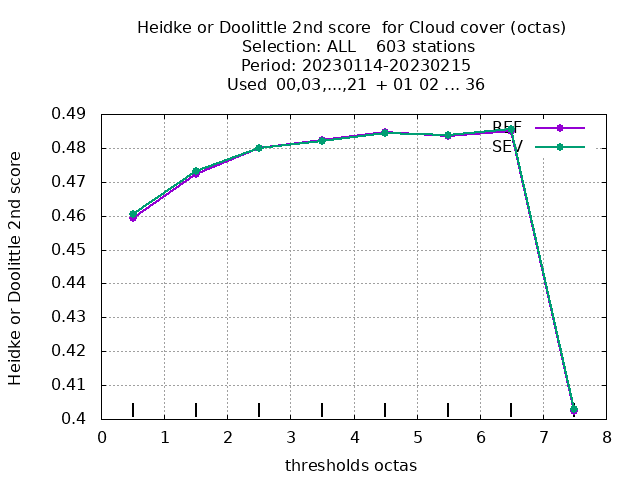 Heidke or Doolittle 2nd score  for Cloud cover (octas)
Selection: ALL    603 stations
Period: 20230114-20230215
Used  00,03,...,21  + 01 02 ... 36
Heidke or Doolittle 2nd score
0.49
0.48
0.47
0.46
0.45
0.44
0.43
0.42
0.41
0.4
REF
SEV
0 1 2 3 4 5 6 7 8
thresholds octas